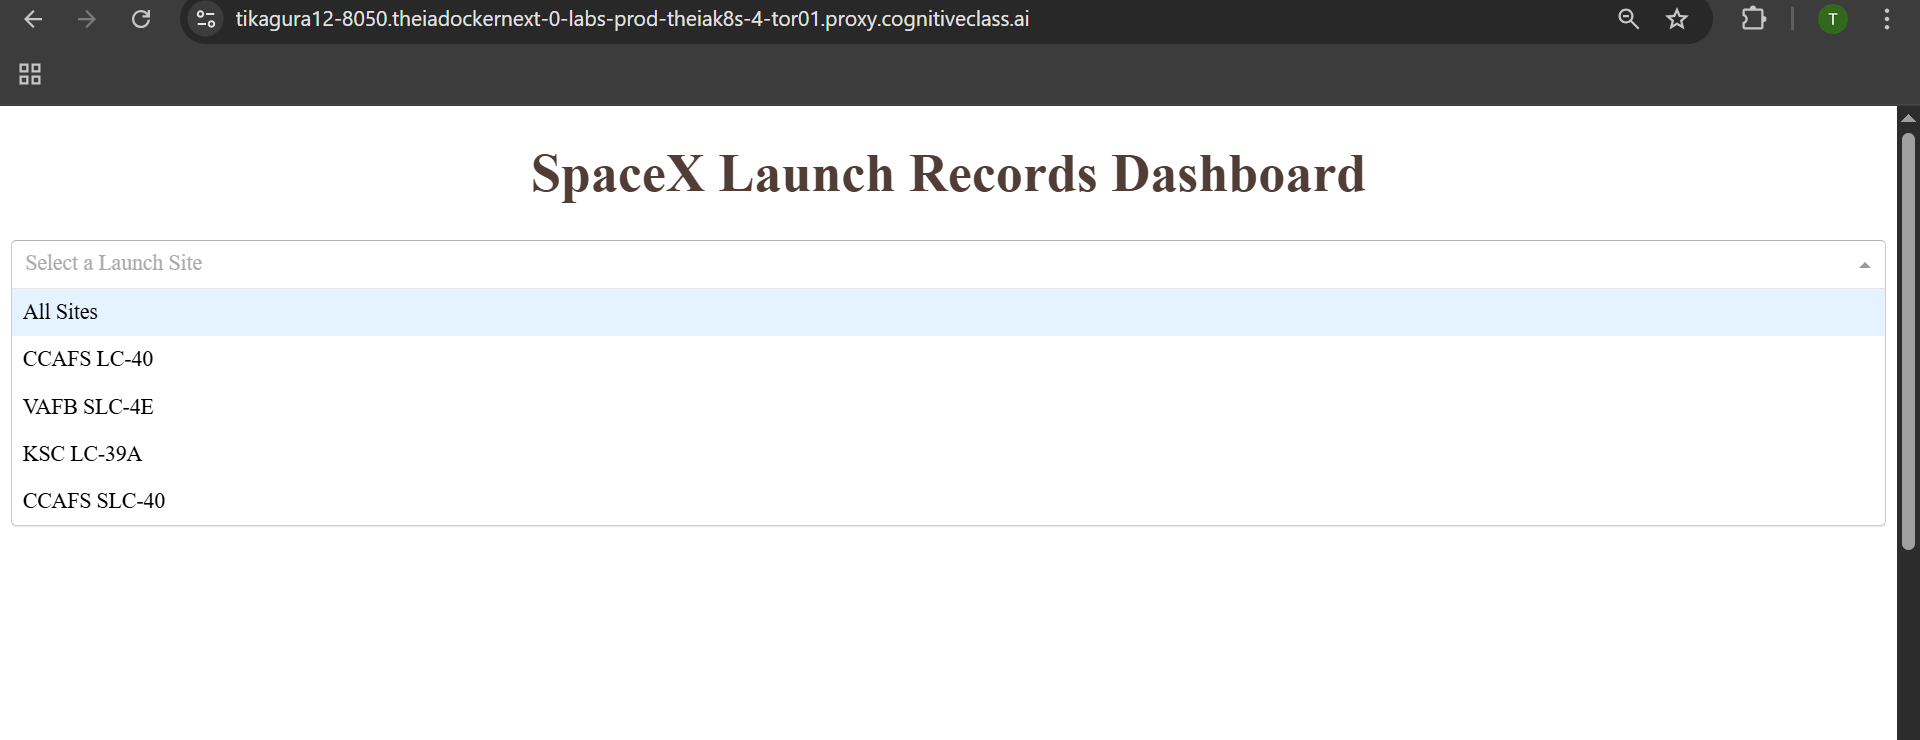 tikagura12-8050.theiadockernext-0-labs-prod-theiak8s-4-tor01.proxy.cognitiveclass.ai
T
SpaceX Launch Records Dashboard
Select a Launch Site
All Sites
CCAFS LC-40
VAFB SLC-4E
KSC LC-39A
CCAFS SLC-40